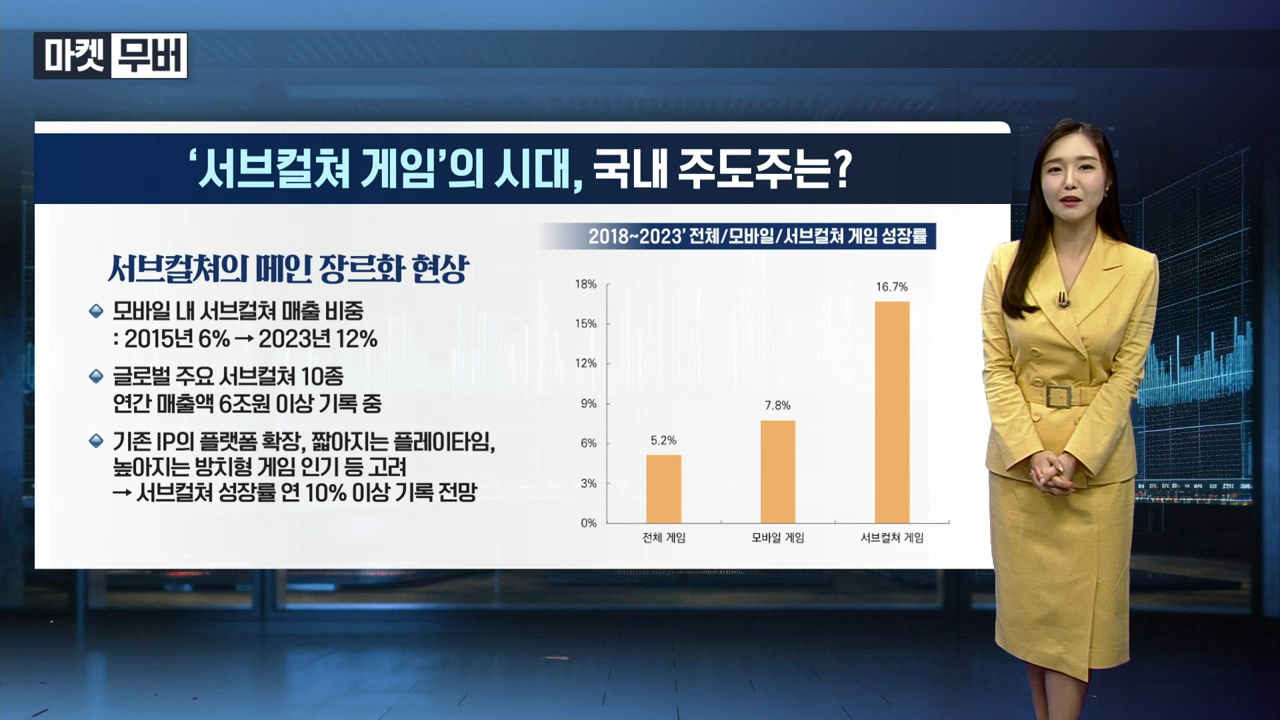 마켓 무버
‘서브컬쳐 게임’의 시대, 국내 주도주는?
서브컬쳐의 메인 장르화 현상
모바일 내 서브컬쳐 매출 비중
: 2015년 6% → 2023년 12%
글로벌 주요 서브컬쳐 10종
연간 매출액 6조원 이상 기록 중
기존 IP의 플랫폼 확장, 짧아지는 플레이타임,
높아지는 방치형 게임 인기 등 고려
→ 서브컬쳐 성장률 연 10% 이상 기록 전망
2018~2023’ 전체/모바일/서브컬쳐 게임 성장률
18%
15%
12%
9%
6%
3%
0%
5.2%
7.8%
16.7%
전체 게임
모바일 게임
서브컬쳐 게임